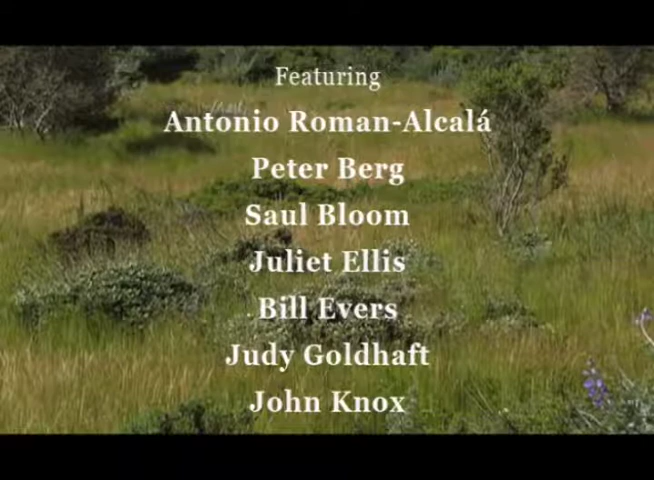 Featuring
Antonio Roman-Alcalá
Peter Berg
Saul Bloom
Juliet Ellis
Bill Evers
Judy Goldhaft
John Knox